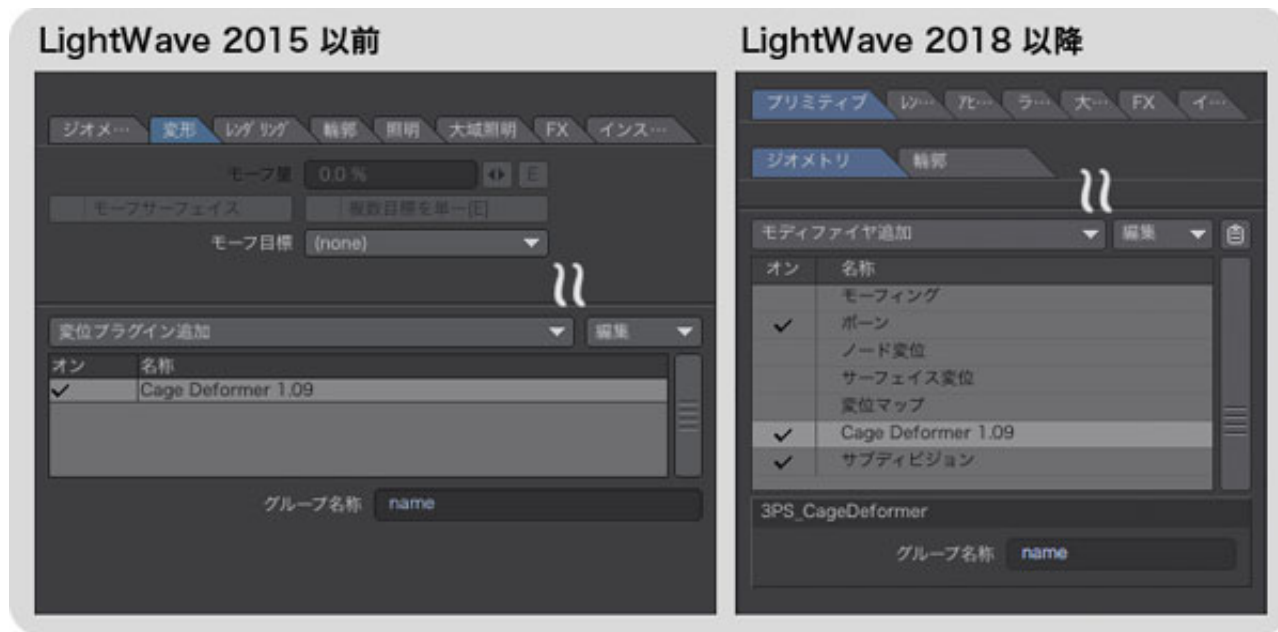 LightWave 2015 以前
ジオメ… 変形 ﾚﾝﾀﾞﾘﾝｸﾞ 輪郭 照明 大域照明 FX インス…
モーフ量 0.0 % E
モーフサーフェイス 複数目標を単一[E]
モーフ目標 (none)
変位プラグイン追加 編集
オン 名称
Cage Deformer 1.09
グループ名称 name
LightWave 2018 以降
プリミティブ ﾚﾝ… ｱﾋ… ラ… 大… FX イ…
ジオメトリ 輪郭
モディファイヤ追加 編集
オン 名称
モーフィング
ボーン
ノード変位
サーフェイス変位
変位マップ
Cage Deformer 1.09
サブディビジョン
3PS_CageDeformer
グループ名称 name